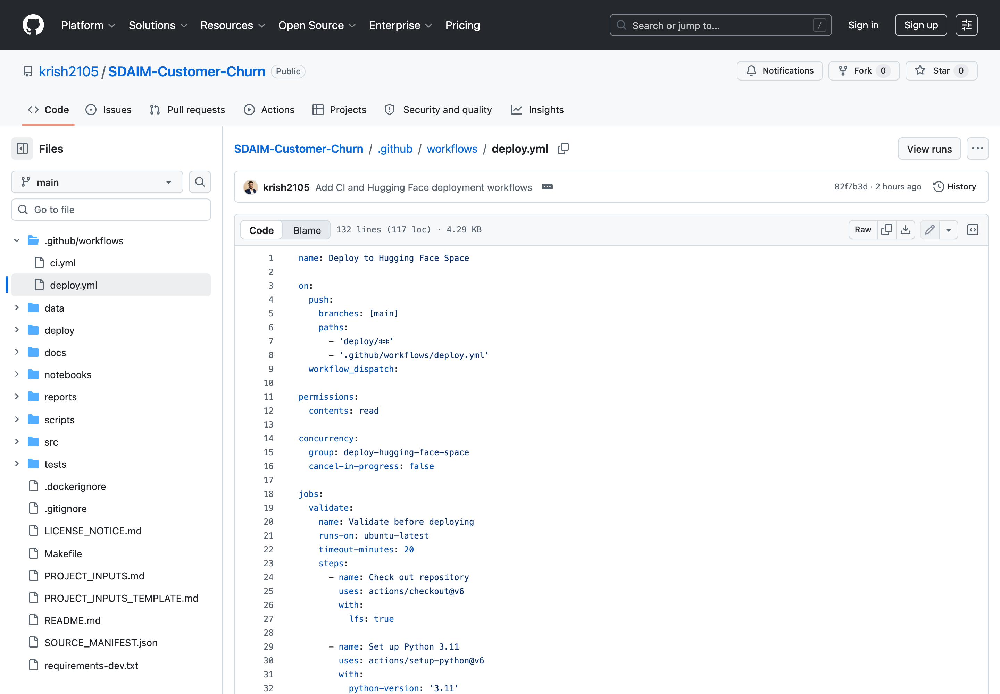 Platform Solutions Resources Open Source Enterprise Pricing Search or jump to... / Sign in Sign up
krish2105 / SDAIM-Customer-Churn Public Notifications Fork 0 Star 0
Code Issues Pull requests Actions Projects Security and quality Insights
Files
main
Go to file
.github/workflows
ci.yml
deploy.yml
data
deploy
docs
notebooks
reports
scripts
src
tests
.dockerignore
.gitignore
LICENSE_NOTICE.md
Makefile
PROJECT_INPUTS.md
PROJECT_INPUTS_TEMPLATE.md
README.md
SOURCE_MANIFEST.json
requirements-dev.txt
SDAIM-Customer-Churn / .github / workflows / deploy.yml View runs
krish2105 Add CI and Hugging Face deployment workflows 82f7b3d · 2 hours ago History
Code Blame 132 lines (117 loc) · 4.29 KB Raw
1 name: Deploy to Hugging Face Space
2
3 on:
4   push:
5     branches: [main]
6     paths:
7       - 'deploy/**'
8       - '.github/workflows/deploy.yml'
9   workflow_dispatch:
10
11 permissions:
12   contents: read
13
14 concurrency:
15   group: deploy-hugging-face-space
16   cancel-in-progress: false
17
18 jobs:
19   validate:
20     name: Validate before deploying
21     runs-on: ubuntu-latest
22     timeout-minutes: 20
23     steps:
24       - name: Check out repository
25         uses: actions/checkout@v6
26         with:
27           lfs: true
28
29       - name: Set up Python 3.11
30         uses: actions/setup-python@v6
31         with:
32           python-version: '3.11'